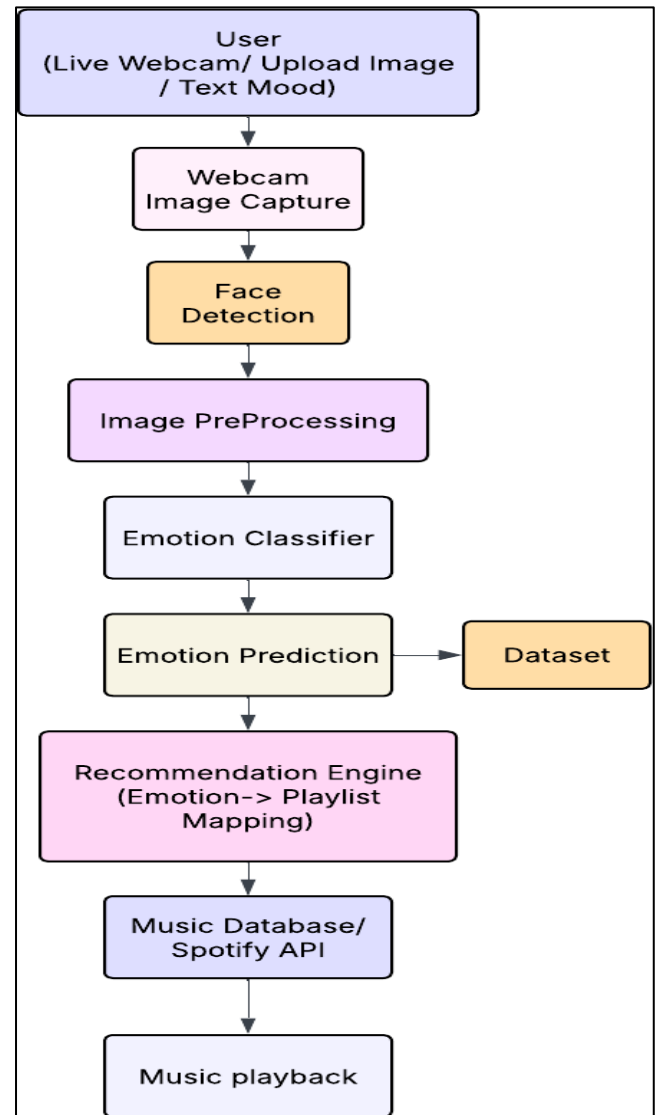 User
(Live Webcam/ Upload Image
/ Text Mood)
Webcam
Image Capture
Face
Detection
Image PreProcessing
Emotion Classifier
Emotion Prediction
Dataset
Recommendation Engine
(Emotion-> Playlist
Mapping)
Music Database/
Spotify API
Music playback